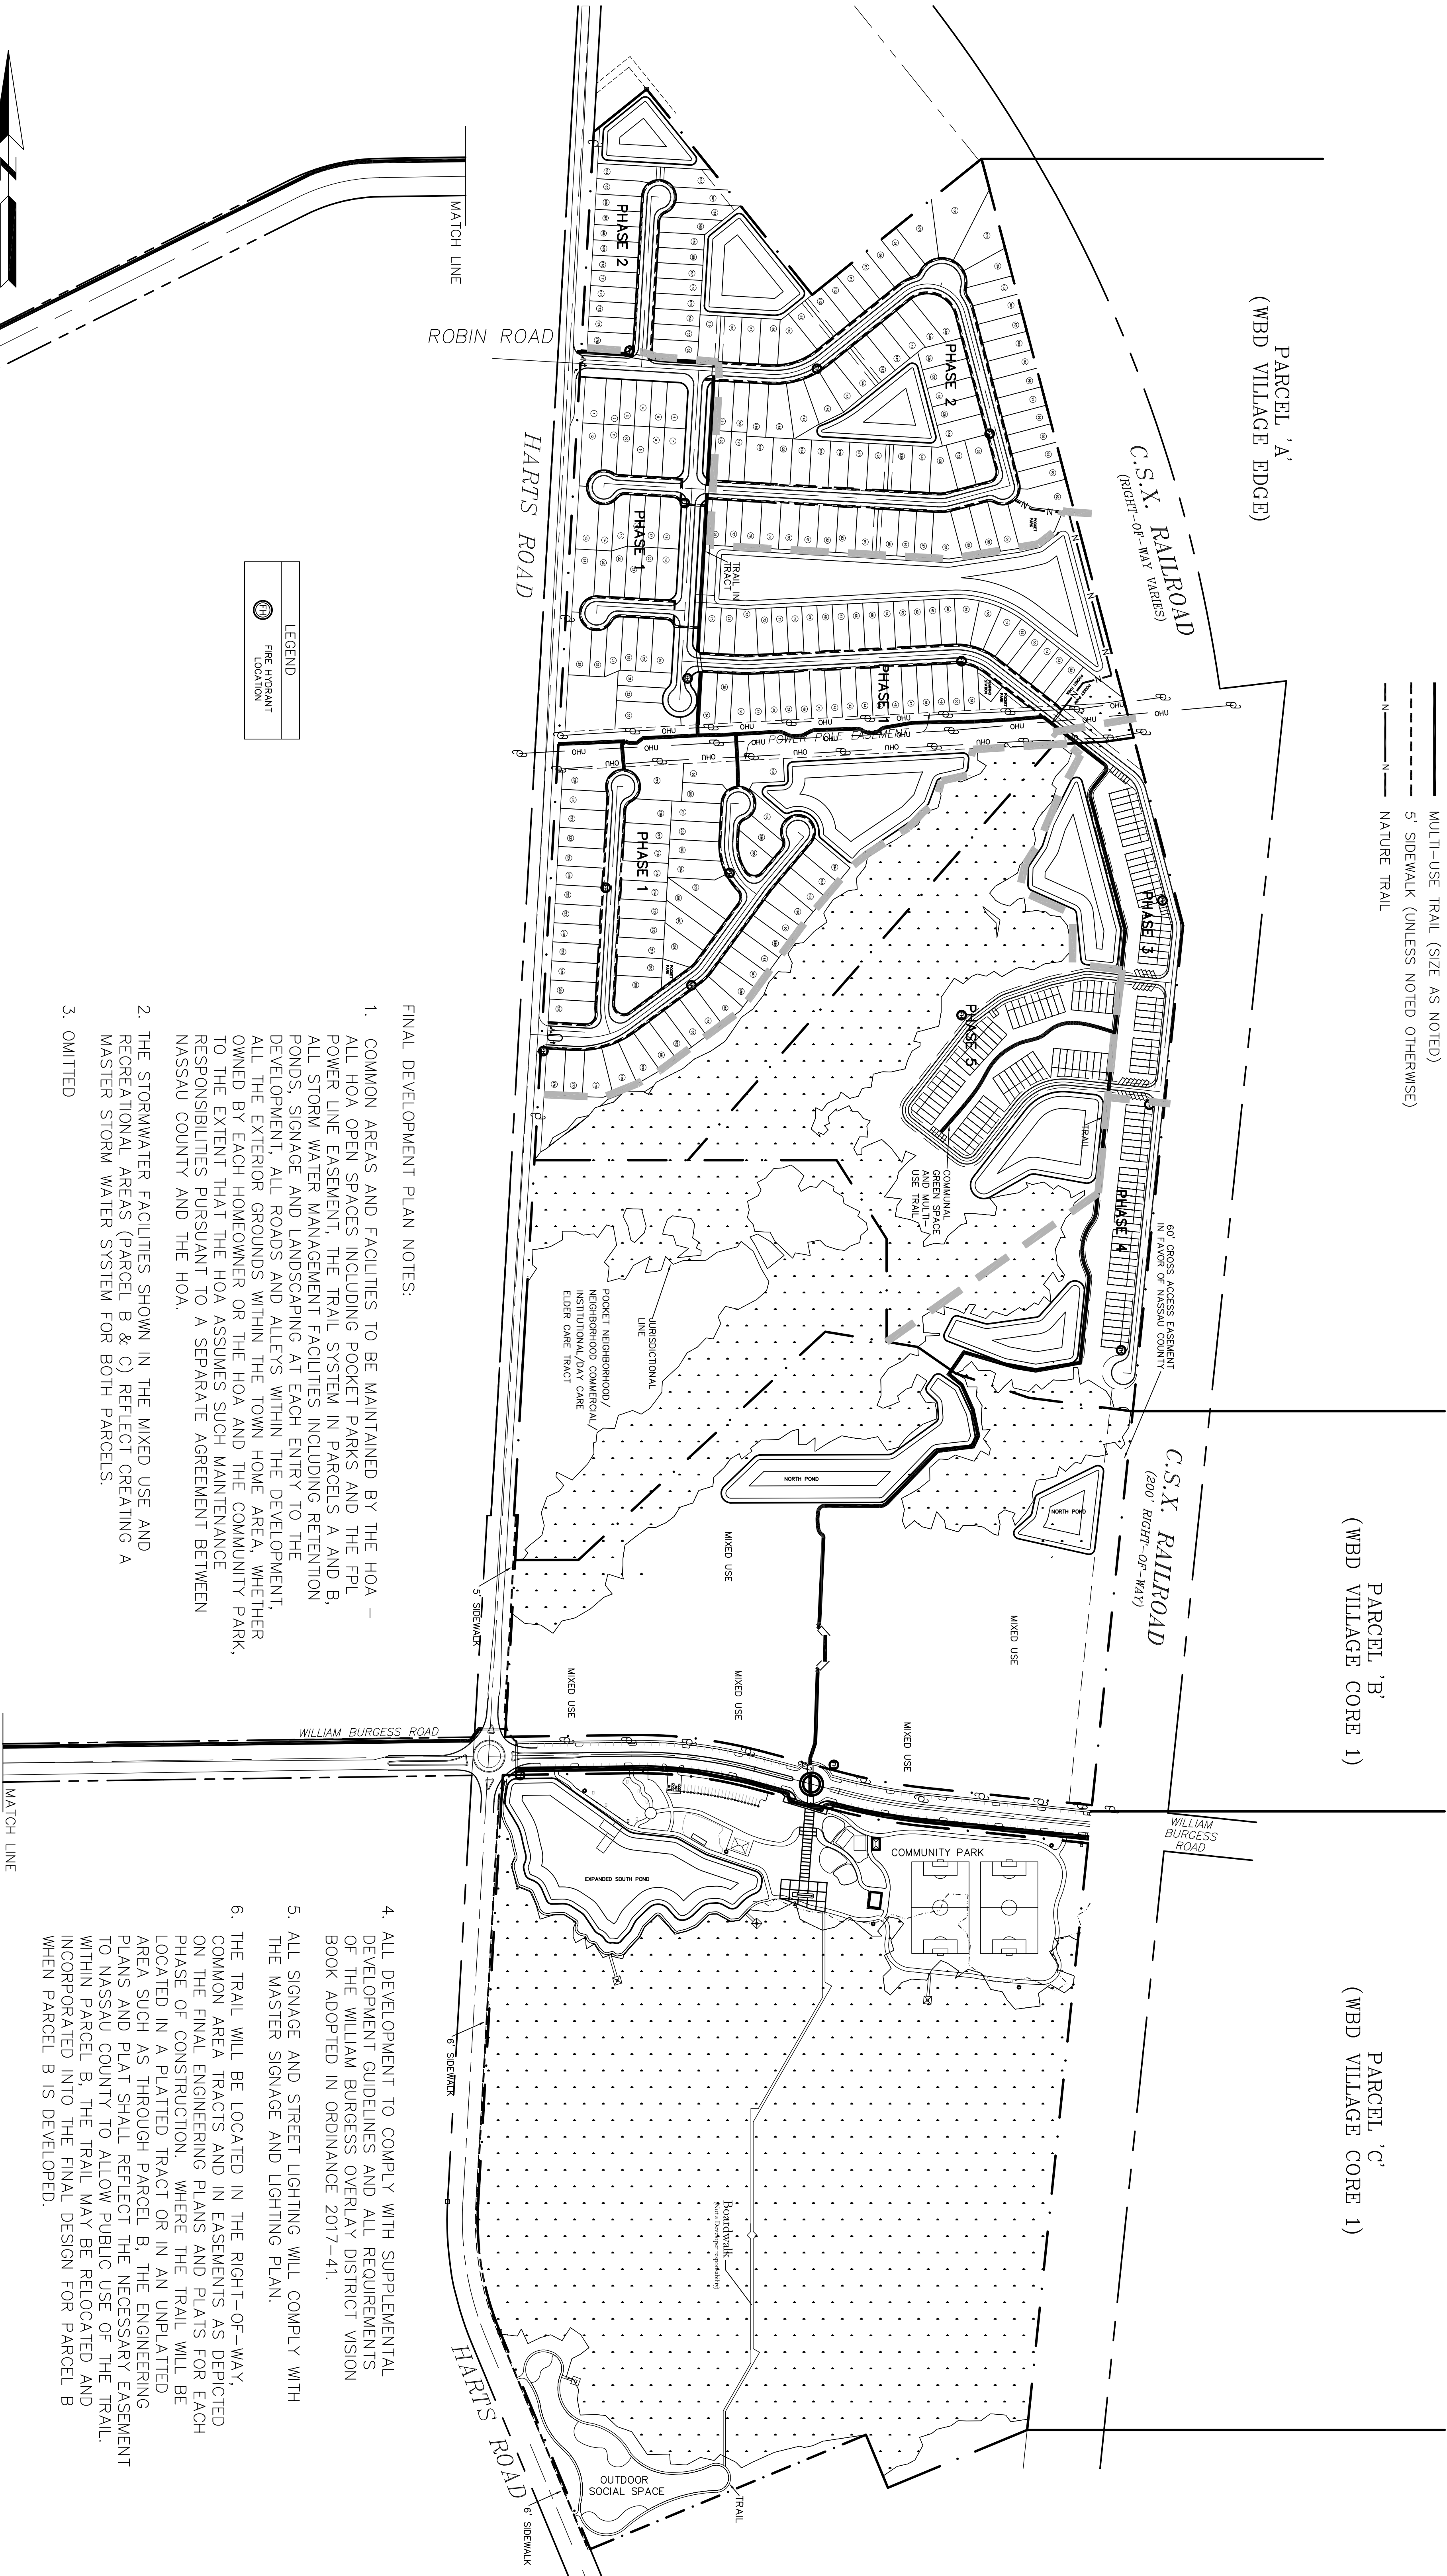 MULTI-USE TRAIL (SIZE AS NOTED)
5' SIDEWALK (UNLESS NOTED OTHERWISE)
N N NATURE TRAIL
PARCEL 'A'
(WBD VILLAGE EDGE)
PARCEL 'B'
(WBD VILLAGE CORE 1)
PARCEL 'C'
(WBD VILLAGE CORE 1)
C.S.X. RAILROAD
(RIGHT-OF-WAY VARIES)
C.S.X. RAILROAD
(200' RIGHT-OF-WAY)
60' CROSS ACCESS EASEMENT
IN FAVOR OF NASSAU COUNTY
WILLIAM
BURGESS
ROAD
PHASE 2
PHASE 2
PHASE 1
PHASE 1
PHASE 1
PHASE 3
PHASE 4
PHASE 5
TRAIL IN
TRACT
POCKET
PARK
POWER POLE EASEMENT
OHU
OHU
OHU
OHU
TRAIL
COMMUNAL
GREEN SPACE
AND MULTI-
USE TRAIL
JURISDICTIONAL
LINE
POCKET NEIGHBORHOOD/
NEIGHBORHOOD COMMERCIAL/
INSTITUTIONAL/DAY CARE
ELDER CARE TRACT
NORTH POND
NORTH POND
MIXED USE
MIXED USE
MIXED USE
MIXED USE
MIXED USE
COMMUNITY PARK
EXPANDED SOUTH POND
Boardwalk
(Not a Developer responsibility)
OUTDOOR
SOCIAL SPACE
TRAIL
5' SIDEWALK
6' SIDEWALK
6' SIDEWALK
ROBIN ROAD
HARTS ROAD
HARTS ROAD
WILLIAM BURGESS ROAD
MATCH LINE
MATCH LINE
N
LEGEND
FH FIRE HYDRANT
LOCATION
FINAL DEVELOPMENT PLAN NOTES:
1. COMMON AREAS AND FACILITIES TO BE MAINTAINED BY THE HOA –
ALL HOA OPEN SPACES INCLUDING POCKET PARKS AND THE FPL
POWER LINE EASEMENT, THE TRAIL SYSTEM IN PARCELS A AND B,
ALL STORM WATER MANAGEMENT FACILITIES INCLUDING RETENTION
PONDS, SIGNAGE AND LANDSCAPING AT EACH ENTRY TO THE
DEVELOPMENT, ALL ROADS AND ALLEYS WITHIN THE DEVELOPMENT,
ALL THE EXTERIOR GROUNDS WITHIN THE TOWN HOME AREA, WHETHER
OWNED BY EACH HOMEOWNER OR THE HOA AND THE COMMUNITY PARK,
TO THE EXTENT THAT THE HOA ASSUMES SUCH MAINTENANCE
RESPONSIBILITIES PURSUANT TO A SEPARATE AGREEMENT BETWEEN
NASSAU COUNTY AND THE HOA.
2. THE STORMWATER FACILITIES SHOWN IN THE MIXED USE AND
RECREATIONAL AREAS (PARCEL B & C) REFLECT CREATING A
MASTER STORM WATER SYSTEM FOR BOTH PARCELS.
3. OMITTED
4. ALL DEVELOPMENT TO COMPLY WITH SUPPLEMENTAL
DEVELOPMENT GUIDELINES AND ALL REQUIREMENTS
OF THE WILLIAM BURGESS OVERLAY DISTRICT VISION
BOOK ADOPTED IN ORDINANCE 2017-41.
5. ALL SIGNAGE AND STREET LIGHTING WILL COMPLY WITH
THE MASTER SIGNAGE AND LIGHTING PLAN.
6. THE TRAIL WILL BE LOCATED IN THE RIGHT-OF-WAY,
COMMON AREA TRACTS AND IN EASEMENTS AS DEPICTED
ON THE FINAL ENGINEERING PLANS AND PLATS FOR EACH
PHASE OF CONSTRUCTION. WHERE THE TRAIL WILL BE
LOCATED IN A PLATTED TRACT OR IN AN UNPLATTED
AREA SUCH AS THROUGH PARCEL B, THE ENGINEERING
PLANS AND PLAT SHALL REFLECT THE NECESSARY EASEMENT
TO NASSAU COUNTY TO ALLOW PUBLIC USE OF THE TRAIL.
WITHIN PARCEL B, THE TRAIL MAY BE RELOCATED AND
INCORPORATED INTO THE FINAL DESIGN FOR PARCEL B
WHEN PARCEL B IS DEVELOPED.